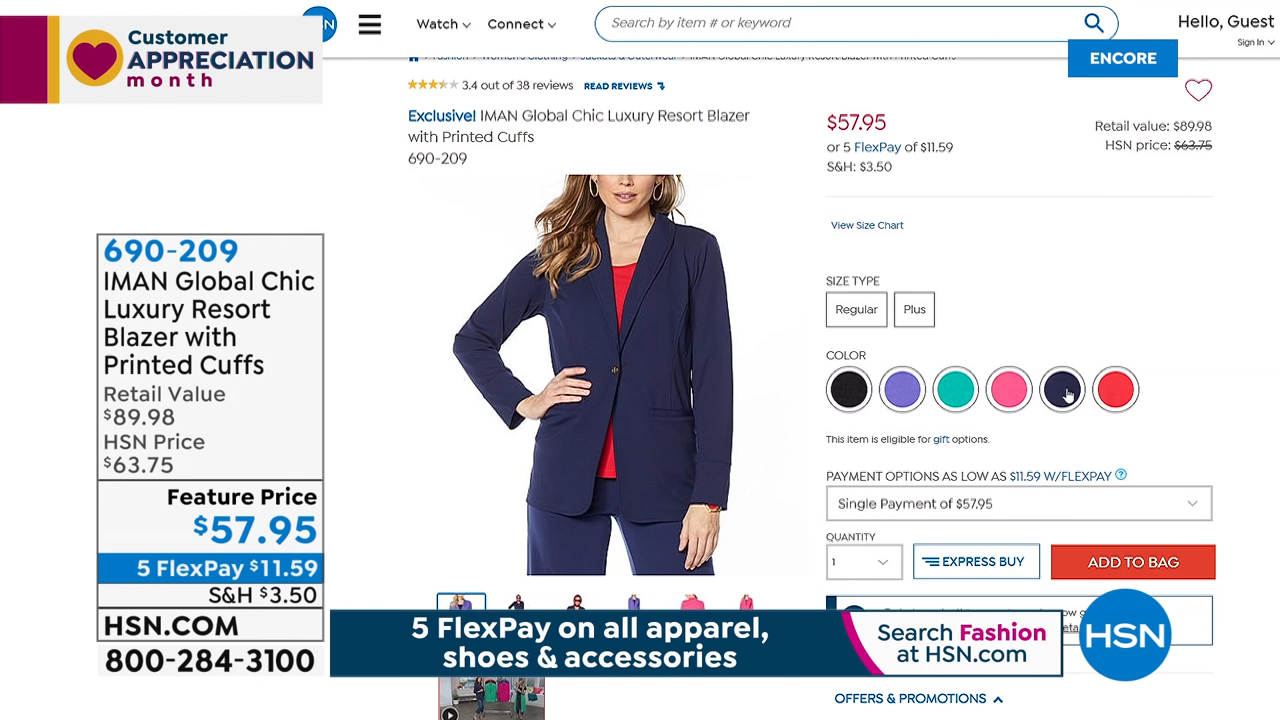 Customer
APPRECIATION
month
HSN
Watch
Connect
Search by item # or keyword
Hello, Guest
Sign In
ENCORE
3.4 out of 38 reviews
READ REVIEWS
Exclusive! IMAN Global Chic Luxury Resort Blazer
with Printed Cuffs
690-209
$57.95
or 5 FlexPay of $11.59
S&H: $3.50
Retail value: $89.98
HSN price: $63.75
View Size Chart
SIZE TYPE
Regular
Plus
COLOR
This item is eligible for gift options.
PAYMENT OPTIONS AS LOW AS $11.59 W/FLEXPAY
Single Payment of $57.95
QUANTITY
1
EXPRESS BUY
ADD TO BAG
OFFERS & PROMOTIONS
690-209
IMAN Global Chic
Luxury Resort
Blazer with
Printed Cuffs
Retail Value
$89.98
HSN Price
$63.75
Feature Price
$57.95
5 FlexPay $11.59
S&H $3.50
HSN.COM
800-284-3100
5 FlexPay on all apparel,
shoes & accessories
Search Fashion
at HSN.com
HSN